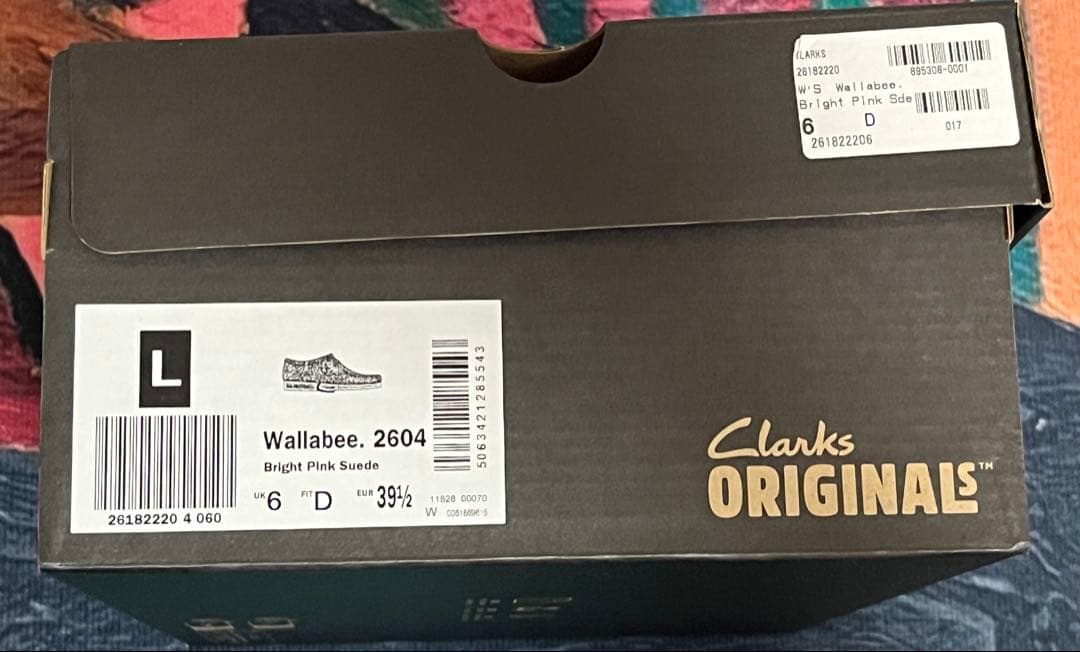 CLARKS
26182220
895308-0001
W'S Wallabee.
Bright Pink Sde
6 D
017
261822206
L
Wallabee. 2604
Bright Pink Suede
UK 6 FIT D EUR 39½
26182220 4 060
5063421285543
11828 00070
W
Clarks
ORIGINALS™